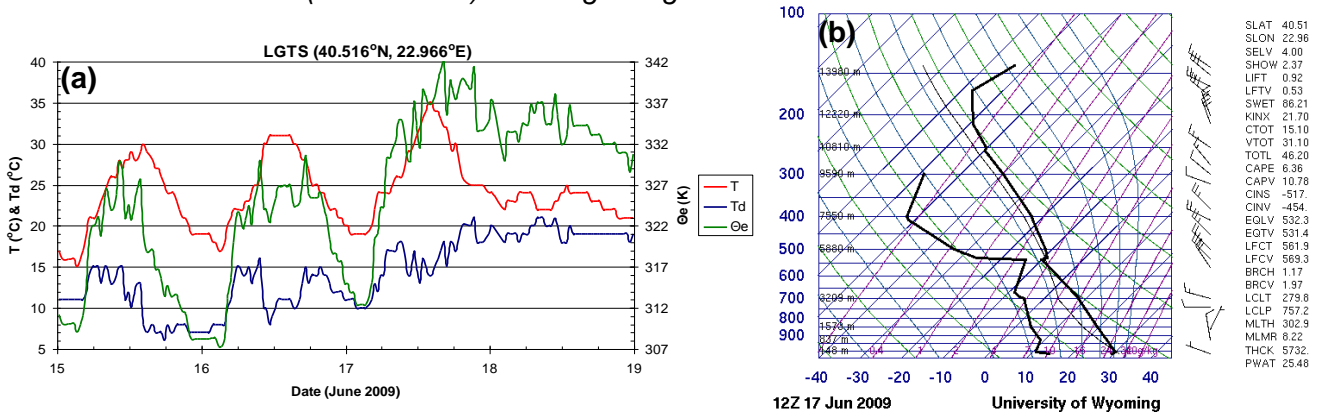 LGTS (40.516°N, 22.966°E)
(a)
40
35
30
25
20
15
10
5
T (°C) & Td (°C)
342
337
332
327
322
317
312
307
Θe (K)
15
16
17
18
19
Date (June 2009)
T
Td
Θe
(b)
100
200
300
400
500
600
700
800
900
13980 m
10810 m
9590 m
5880 m
3209 m
148 m
0.4
1
2
4
10
-40 -30 -20 -10 0 10 20 30 40
12Z 17 Jun 2009
University of Wyoming
SLAT 40.51
SLON 22.96
SELV 4.00
SHOW 2.37
LIFT 0.92
LFTV 0.53
SWET 86.21
KINX 21.70
CTOT 15.10
VTOT 31.10
TOTL 46.20
CAPE 6.36
CAPV 10.78
CINS -517.
CINV -454.
EQLV 532.3
EQTV 531.4
LFCT 561.9
LFCV 569.3
BRCH 1.17
BRCV 1.97
LCLT 279.8
LCLP 757.2
MLTH 302.9
MLMR 8.22
THCK 5732.
PWAT 25.48